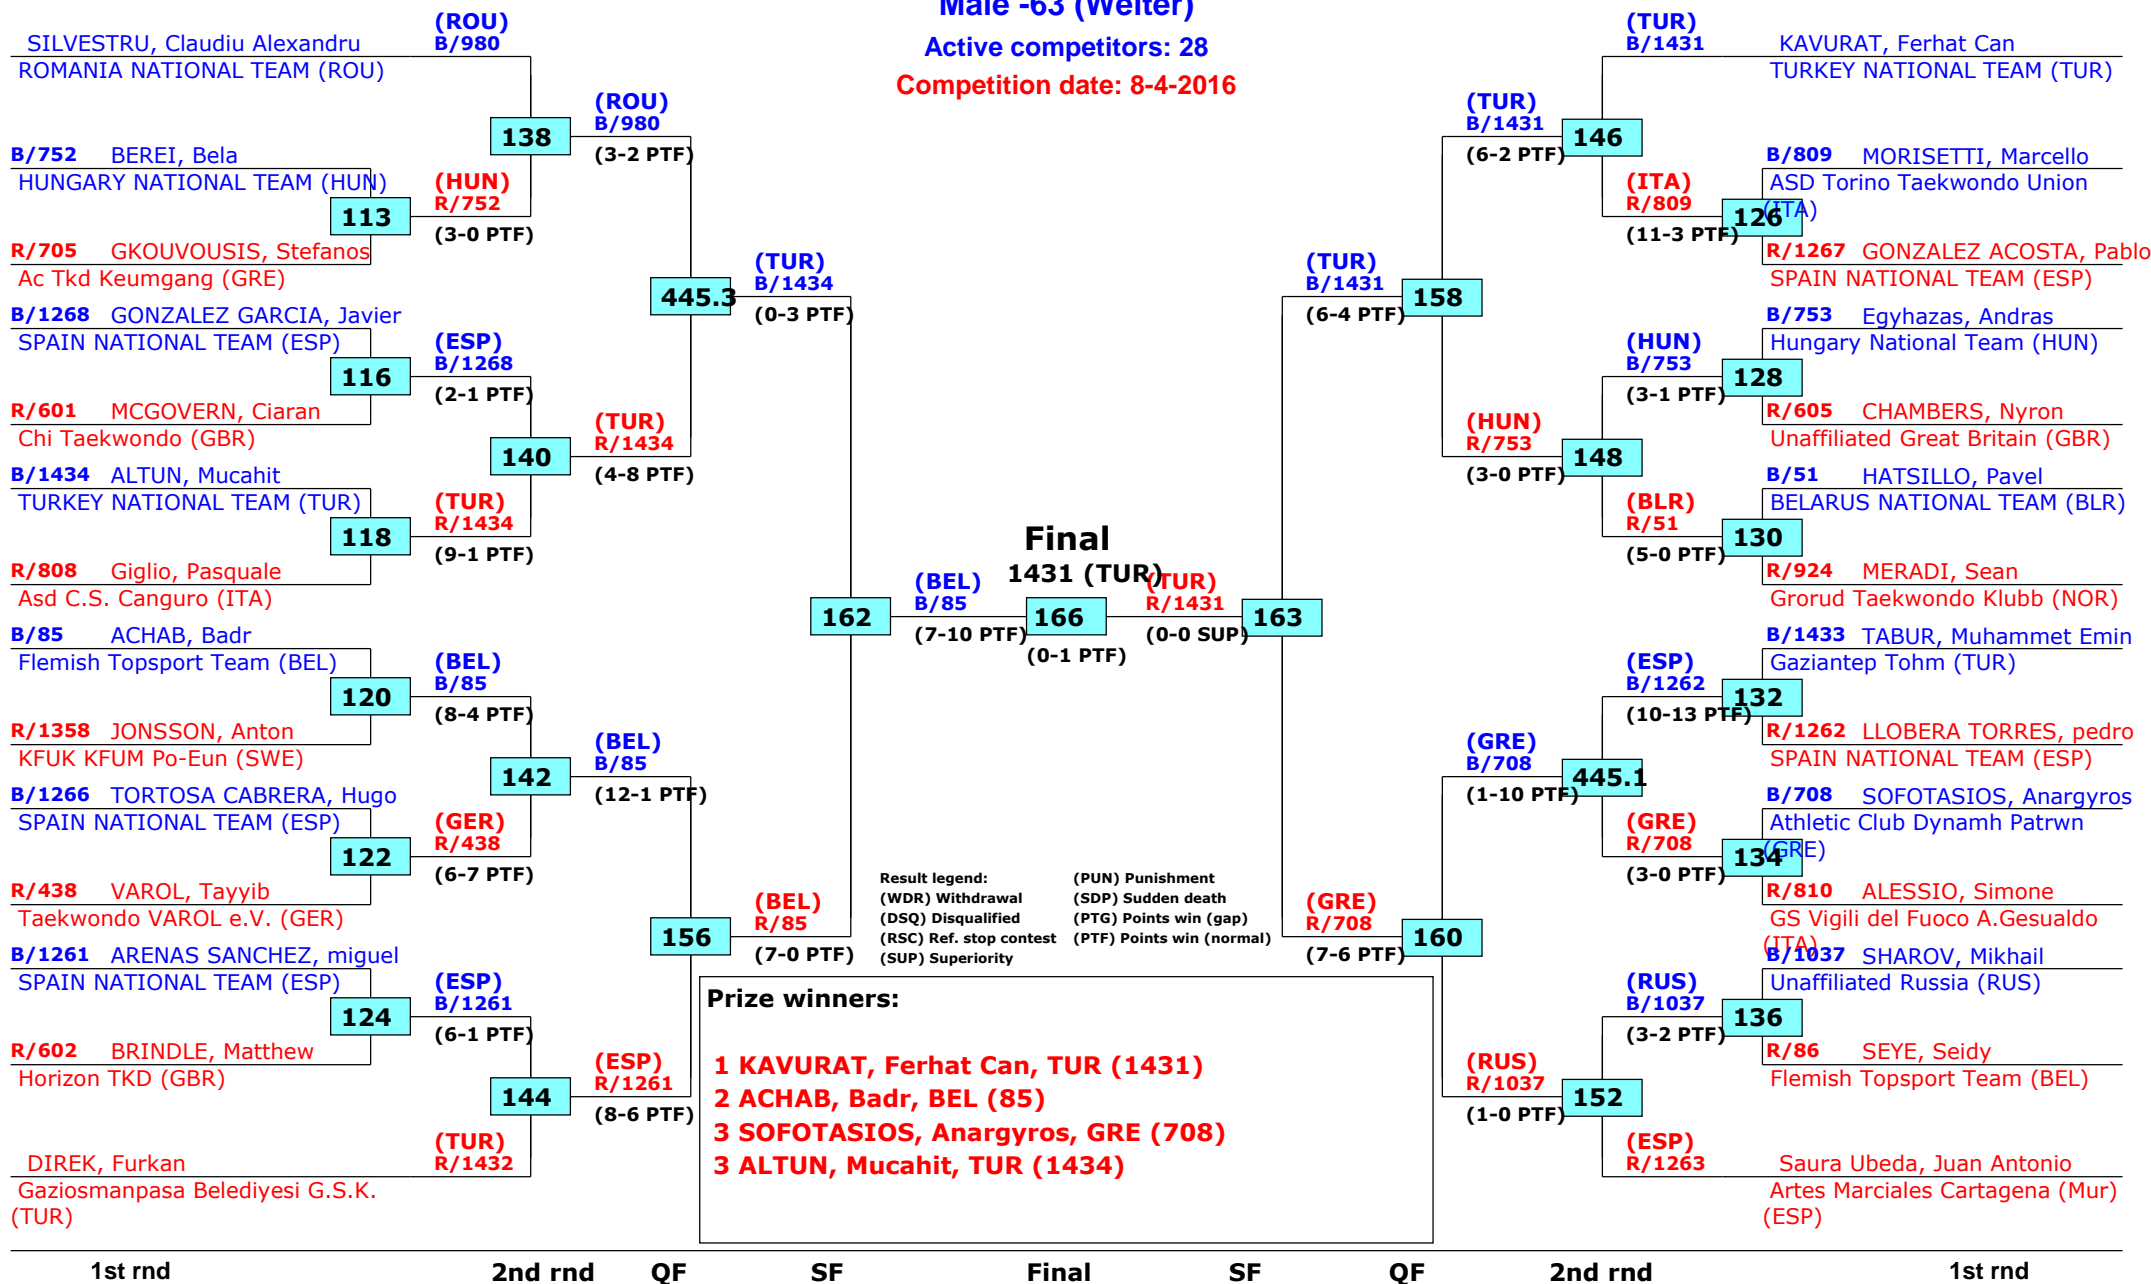 Male -63 (Welter)
Active competitors: 28
Competition date: 8-4-2016
(ROU)
B/980
SILVESTRU, Claudiu Alexandru
ROMANIA NATIONAL TEAM (ROU)
B/752 BEREI, Bela
HUNGARY NATIONAL TEAM (HUN)
113
(HUN)
R/752
(3-0 PTF)
R/705 GKOUVOUSIS, Stefanos
Ac Tkd Keumgang (GRE)
138
(ROU)
B/980
(3-2 PTF)
B/1268 GONZALEZ GARCIA, Javier
SPAIN NATIONAL TEAM (ESP)
116
(ESP)
B/1268
(2-1 PTF)
R/601 MCGOVERN, Ciaran
Chi Taekwondo (GBR)
140
(TUR)
R/1434
(4-8 PTF)
B/1434 ALTUN, Mucahit
TURKEY NATIONAL TEAM (TUR)
118
(TUR)
R/1434
(9-1 PTF)
R/808 Giglio, Pasquale
Asd C.S. Canguro (ITA)
445.3
(TUR)
B/1434
(0-3 PTF)
B/85 ACHAB, Badr
Flemish Topsport Team (BEL)
120
(BEL)
B/85
(8-4 PTF)
R/1358 JONSSON, Anton
KFUK KFUM Po-Eun (SWE)
142
(BEL)
B/85
(12-1 PTF)
B/1266 TORTOSA CABRERA, Hugo
SPAIN NATIONAL TEAM (ESP)
122
(GER)
R/438
(6-7 PTF)
R/438 VAROL, Tayyib
Taekwondo VAROL e.V. (GER)
156
(BEL)
R/85
(7-0 PTF)
B/1261 ARENAS SANCHEZ, miguel
SPAIN NATIONAL TEAM (ESP)
124
(ESP)
B/1261
(6-1 PTF)
R/602 BRINDLE, Matthew
Horizon TKD (GBR)
144
(ESP)
R/1261
(8-6 PTF)
(TUR)
R/1432
DIREK, Furkan
Gaziosmanpasa Belediyesi G.S.K.
(TUR)
162
(BEL)
B/85
(7-10 PTF)
Final
1431 (TUR)
166
(0-1 PTF)
(TUR)
R/1431
(0-0 SUP)
163
(TUR)
B/1431
KAVURAT, Ferhat Can
TURKEY NATIONAL TEAM (TUR)
146
(TUR)
B/1431
(6-2 PTF)
B/809 MORISETTI, Marcello
ASD Torino Taekwondo Union
(ITA)
126
(ITA)
R/809
(11-3 PTF)
R/1267 GONZALEZ ACOSTA, Pablo
SPAIN NATIONAL TEAM (ESP)
158
(TUR)
B/1431
(6-4 PTF)
B/753 Egyhazas, Andras
Hungary National Team (HUN)
128
(HUN)
B/753
(3-1 PTF)
R/605 CHAMBERS, Nyron
Unaffiliated Great Britain (GBR)
148
(HUN)
R/753
(3-0 PTF)
B/51 HATSILLO, Pavel
BELARUS NATIONAL TEAM (BLR)
130
(BLR)
R/51
(5-0 PTF)
R/924 MERADI, Sean
Grorud Taekwondo Klubb (NOR)
B/1433 TABUR, Muhammet Emin
Gaziantep Tohm (TUR)
132
(ESP)
B/1262
(10-13 PTF)
R/1262 LLOBERA TORRES, pedro
SPAIN NATIONAL TEAM (ESP)
445.1
(GRE)
B/708
(1-10 PTF)
B/708 SOFOTASIOS, Anargyros
Athletic Club Dynamh Patrwn
(GRE)
134
(GRE)
R/708
(3-0 PTF)
R/810 ALESSIO, Simone
GS Vigili del Fuoco A.Gesualdo
(ITA)
160
(GRE)
R/708
(7-6 PTF)
B/1037 SHAROV, Mikhail
Unaffiliated Russia (RUS)
136
(RUS)
B/1037
(3-2 PTF)
R/86 SEYE, Seidy
Flemish Topsport Team (BEL)
152
(RUS)
R/1037
(1-0 PTF)
(ESP)
R/1263
Saura Ubeda, Juan Antonio
Artes Marciales Cartagena (Mur)
(ESP)
Result legend:
(WDR) Withdrawal
(DSQ) Disqualified
(RSC) Ref. stop contest
(SUP) Superiority
(PUN) Punishment
(SDP) Sudden death
(PTG) Points win (gap)
(PTF) Points win (normal)
Prize winners:
1 KAVURAT, Ferhat Can, TUR (1431)
2 ACHAB, Badr, BEL (85)
3 SOFOTASIOS, Anargyros, GRE (708)
3 ALTUN, Mucahit, TUR (1434)
1st rnd 2nd rnd QF SF Final SF QF 2nd rnd 1st rnd